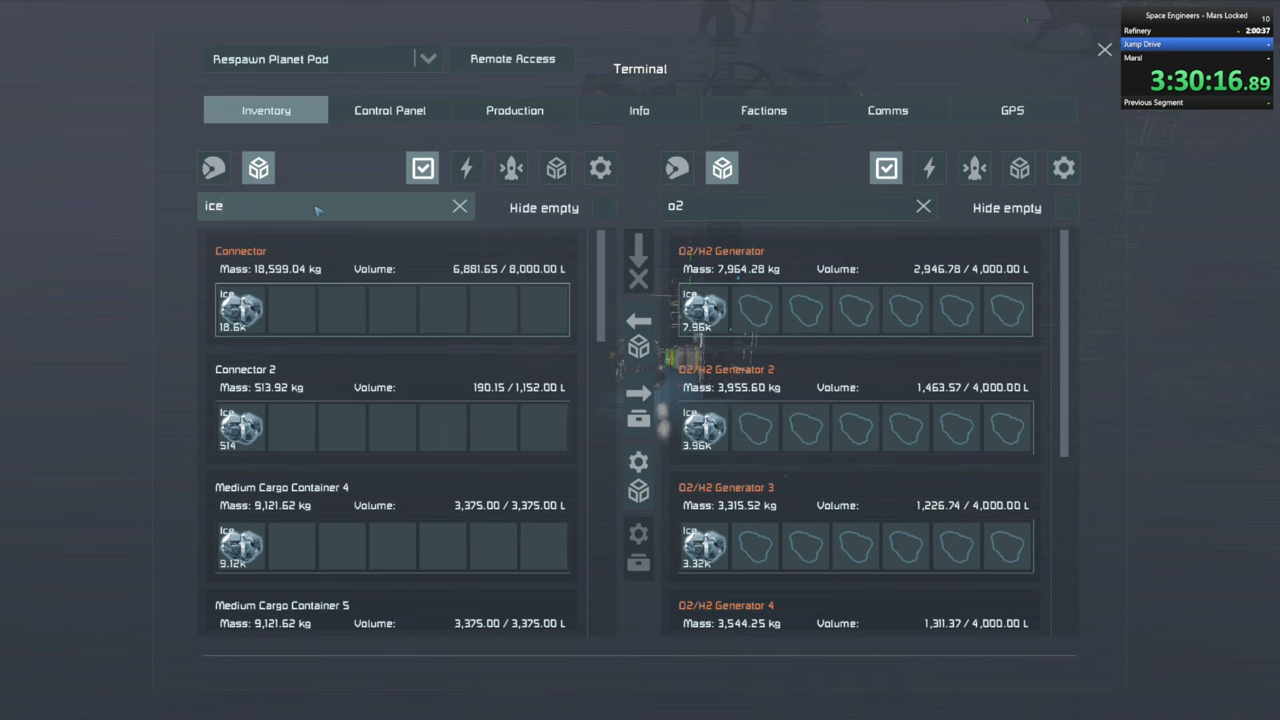 Respawn Planet Pod
Remote Access
Terminal
Inventory
Control Panel
Production
Info
Factions
Comms
GPS
ice
Hide empty
o2
Hide empty
Connector
Mass: 18,599.04 kg Volume: 6,881.65 / 8,000.00 L
Ice
18.6k
Connector 2
Mass: 513.92 kg Volume: 190.15 / 1,152.00 L
Ice
514
Medium Cargo Container 4
Mass: 9,121.62 kg Volume: 3,375.00 / 3,375.00 L
Ice
9.12k
Medium Cargo Container 5
Mass: 9,121.62 kg Volume: 3,375.00 / 3,375.00 L
O2/H2 Generator
Mass: 7,964.28 kg Volume: 2,946.78 / 4,000.00 L
Ice
7.96k
O2/H2 Generator 2
Mass: 3,955.60 kg Volume: 1,463.57 / 4,000.00 L
Ice
3.96k
O2/H2 Generator 3
Mass: 3,315.52 kg Volume: 1,226.74 / 4,000.00 L
Ice
3.32k
O2/H2 Generator 4
Mass: 3,544.25 kg Volume: 1,311.37 / 4,000.00 L
Space Engineers - Mars Locked
10
Refinery - 2:00:37
Jump Drive -
Mars! -
3:30:16.89
Previous Segment -